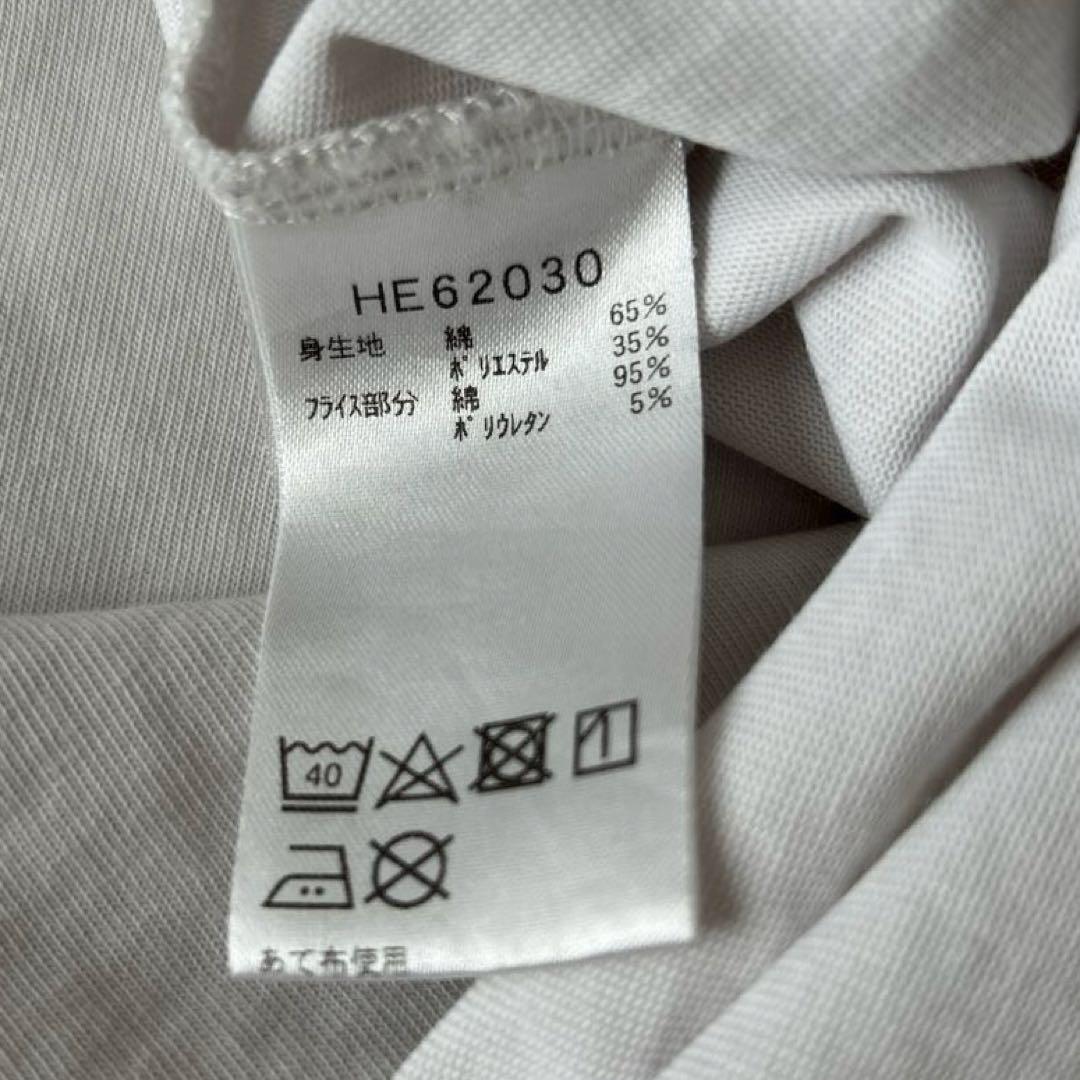 HE62030
身生地 綿 65%
ポリエステル 35%
フライス部分 綿 95%
ポリウレタン 5%
40
あて布使用